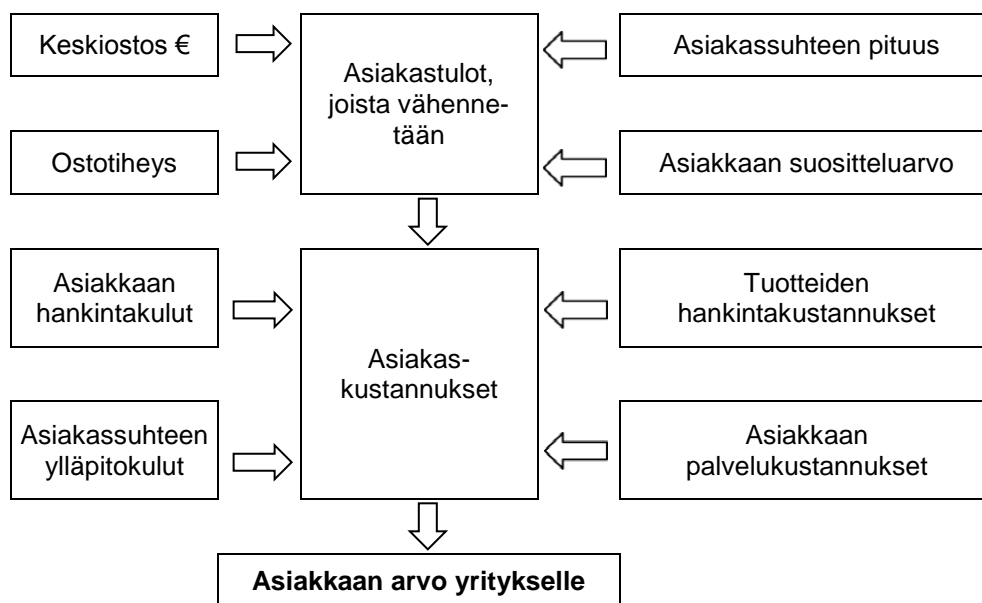 Keskiostos €
Asiakastulot,
joista vähenne-
tään
Asiakassuhteen pituus
Ostotiheys
Asiakkaan suositteluarvo
Asiakkaan
hankintakulut
Asiakas-
kustannukset
Tuotteiden
hankintakustannukset
Asiakassuhteen
ylläpitokulut
Asiakkaan
palvelukustannukset
Asiakkaan arvo yritykselle